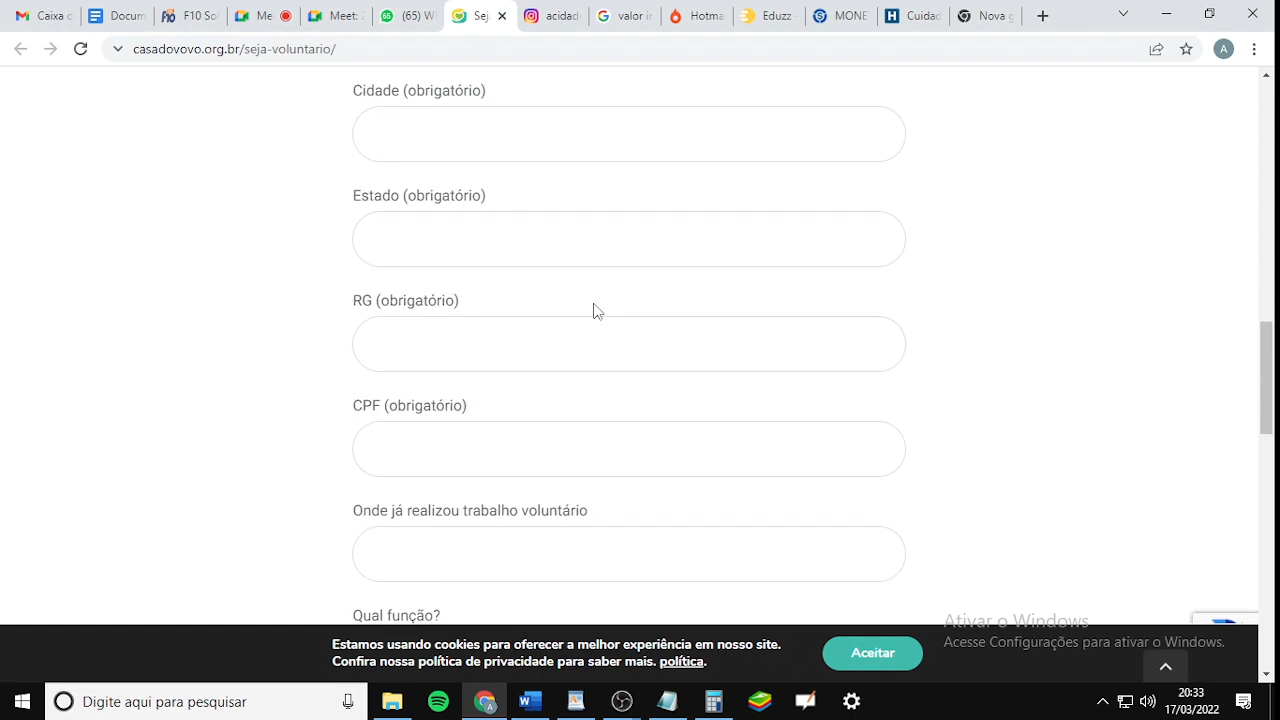 Caixa d
Docum
F10 So
Me
Meet.
(65) W
Sej
acidad
valor ir
Hotma
Eduz
MONE
Cuidad
Nova g
casadovovo.org.br/seja-voluntario/
A
Cidade (obrigatório)
Estado (obrigatório)
RG (obrigatório)
CPF (obrigatório)
Onde já realizou trabalho voluntário
Qual função?
Ativar o Windows
Acesse Configurações para ativar o Windows.
Estamos usando cookies para oferecer a melhor experiência em nosso site.
Confira nossa política de privacidade para saber mais. política.
Aceitar
Digite aqui para pesquisar
20:33
17/03/2022